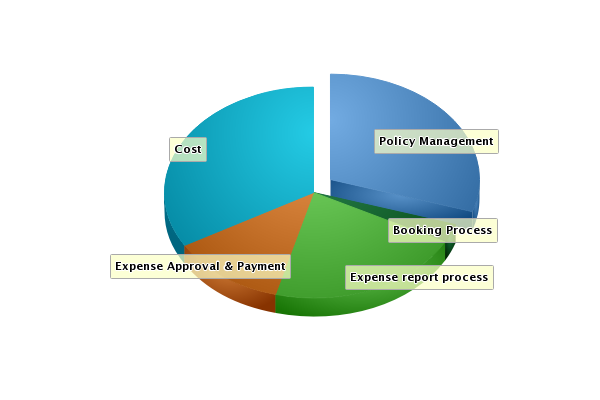 Policy Management
Cost
Booking Process
Expense Approval & Payment
Expense report process